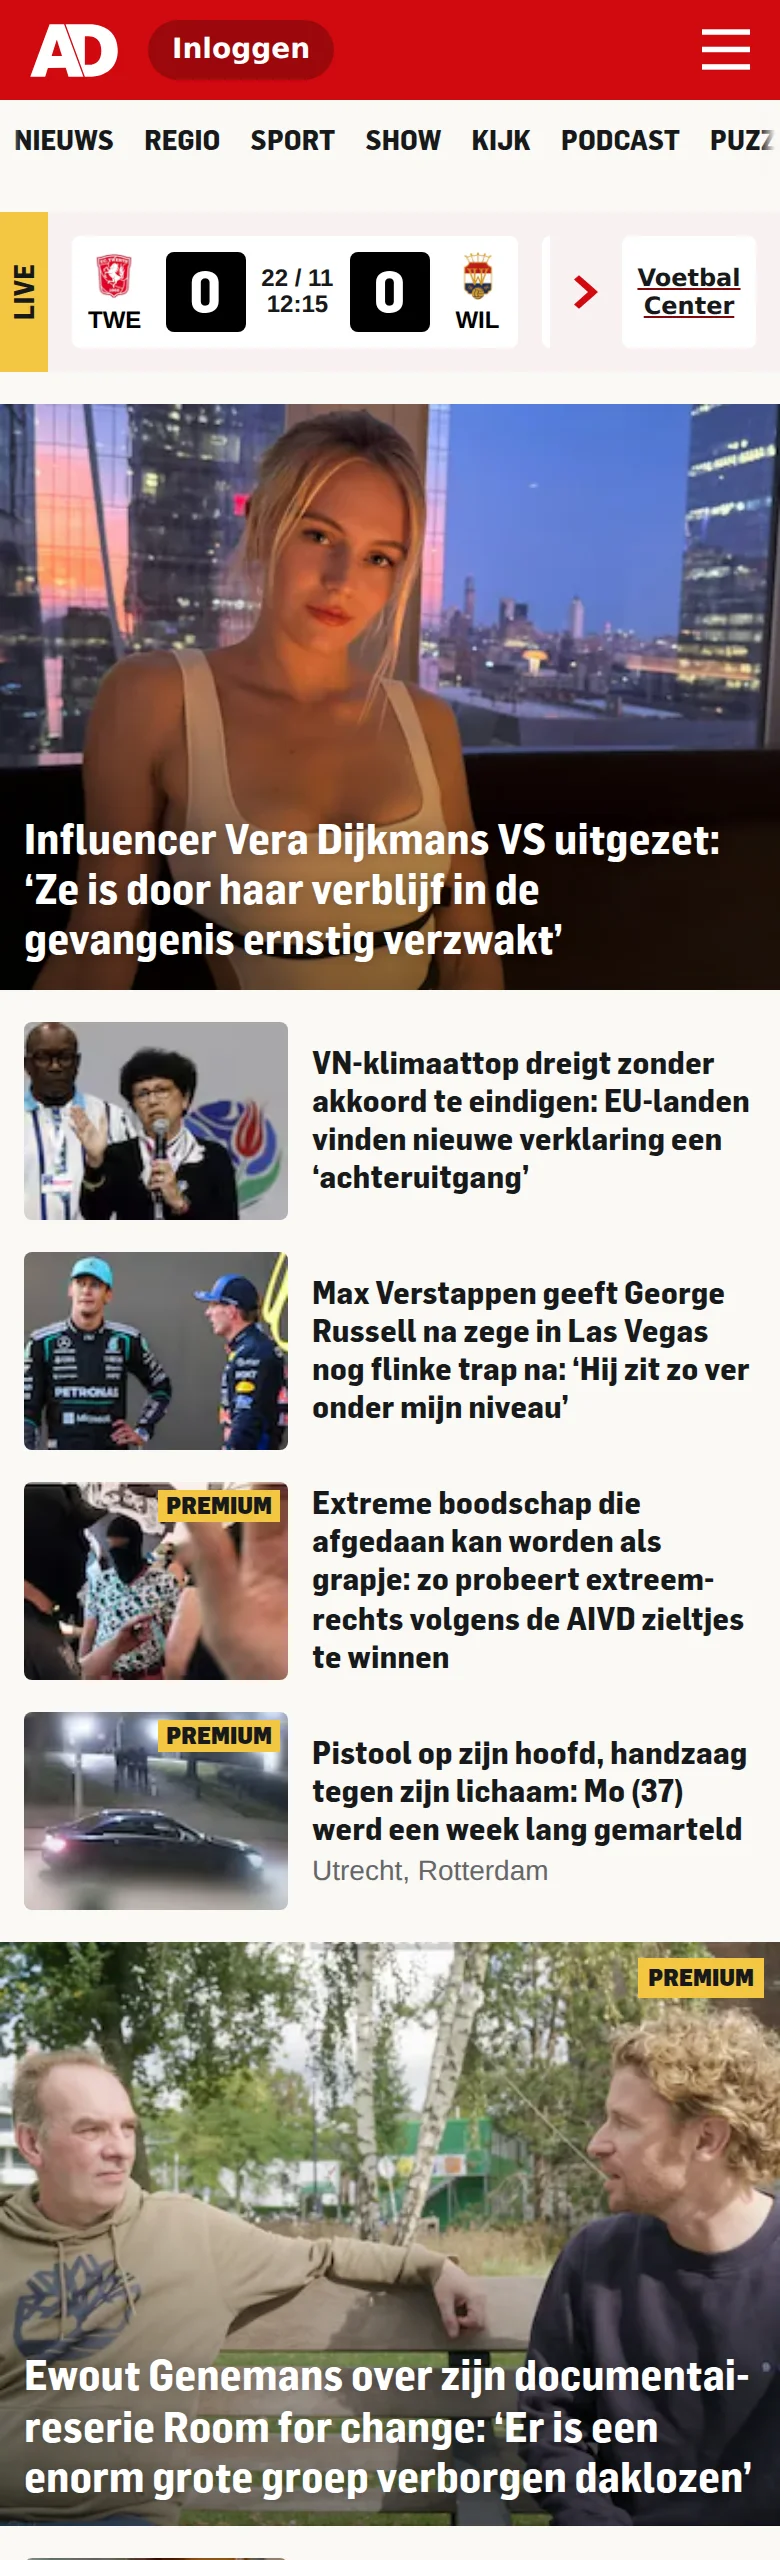 AD
Inloggen
NIEUWS REGIO SPORT SHOW KIJK PODCAST PUZZ
LIVE
TWE
0
22 / 11
12:15
0
WIL
Voetbal
Center
Influencer Vera Dijkmans VS uitgezet:
‘Ze is door haar verblijf in de
gevangenis ernstig verzwakt’
VN-klimaattop dreigt zonder
akkoord te eindigen: EU-landen
vinden nieuwe verklaring een
‘achteruitgang’
PETRONAS
Microsoft
Max Verstappen geeft George
Russell na zege in Las Vegas
nog flinke trap na: ‘Hij zit zo ver
onder mijn niveau’
PREMIUM
Extreme boodschap die
afgedaan kan worden als
grapje: zo probeert extreem-
rechts volgens de AIVD zieltjes
te winnen
PREMIUM
Pistool op zijn hoofd, handzaag
tegen zijn lichaam: Mo (37)
werd een week lang gemarteld
Utrecht, Rotterdam
PREMIUM
Ewout Genemans over zijn documentai-
reserie Room for change: ‘Er is een
enorm grote groep verborgen daklozen’